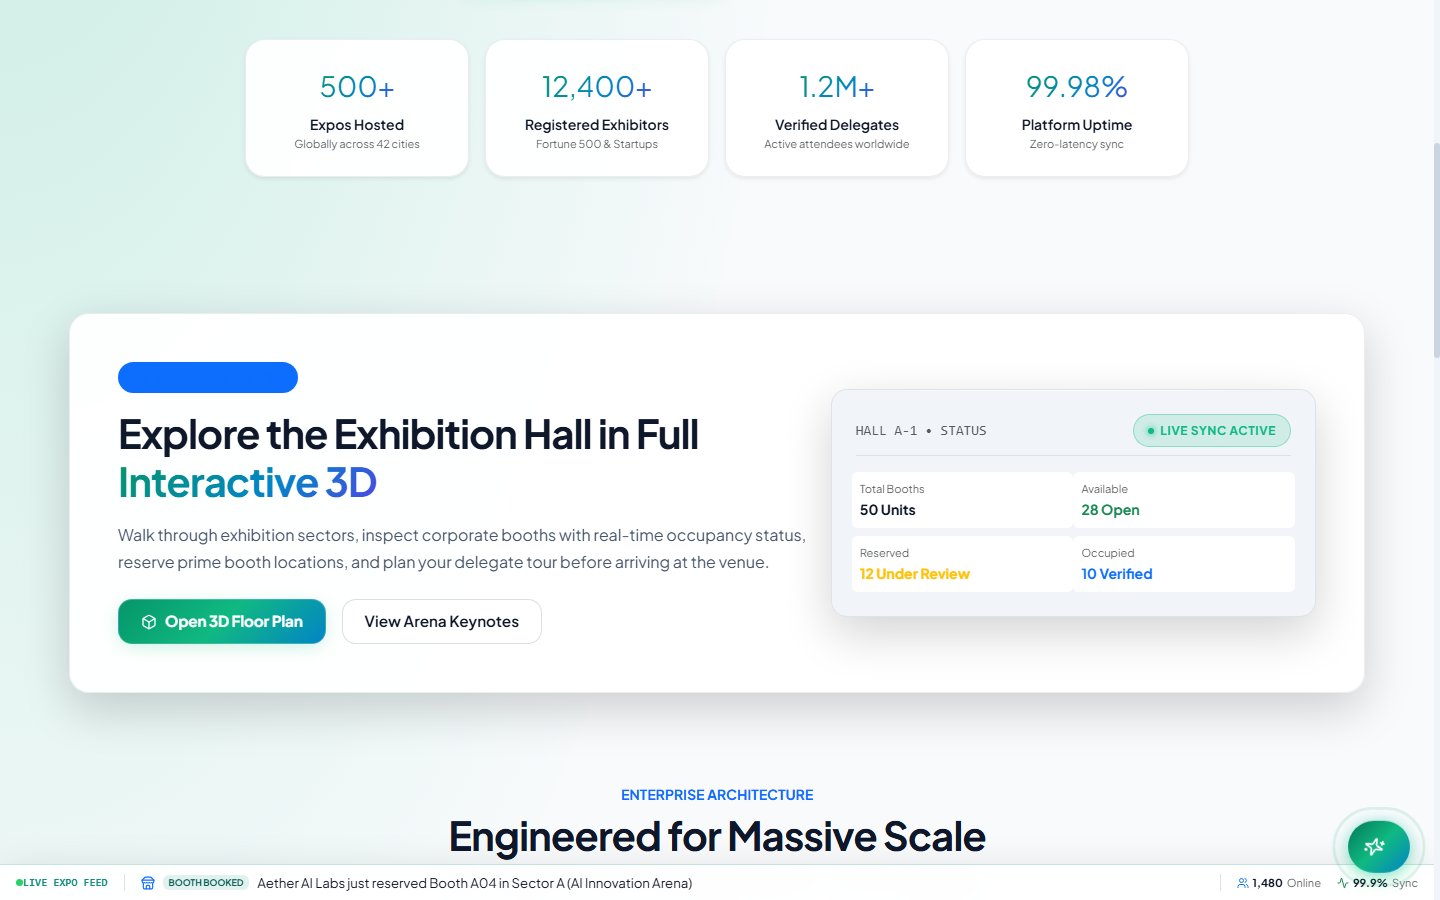 500+
Expos Hosted
Globally across 42 cities
12,400+
Registered Exhibitors
Fortune 500 & Startups
1.2M+
Verified Delegates
Active attendees worldwide
99.98%
Platform Uptime
Zero-latency sync
Explore the Exhibition Hall in Full
Interactive 3D
Walk through exhibition sectors, inspect corporate booths with real-time occupancy status,
reserve prime booth locations, and plan your delegate tour before arriving at the venue.
Open 3D Floor Plan
View Arena Keynotes
HALL A-1 • STATUS
LIVE SYNC ACTIVE
Total Booths
50 Units
Available
28 Open
Reserved
12 Under Review
Occupied
10 Verified
ENTERPRISE ARCHITECTURE
Engineered for Massive Scale
LIVE EXPO FEED
BOOTH BOOKED
Aether AI Labs just reserved Booth A04 in Sector A (AI Innovation Arena)
1,480 Online
99.9% Sync